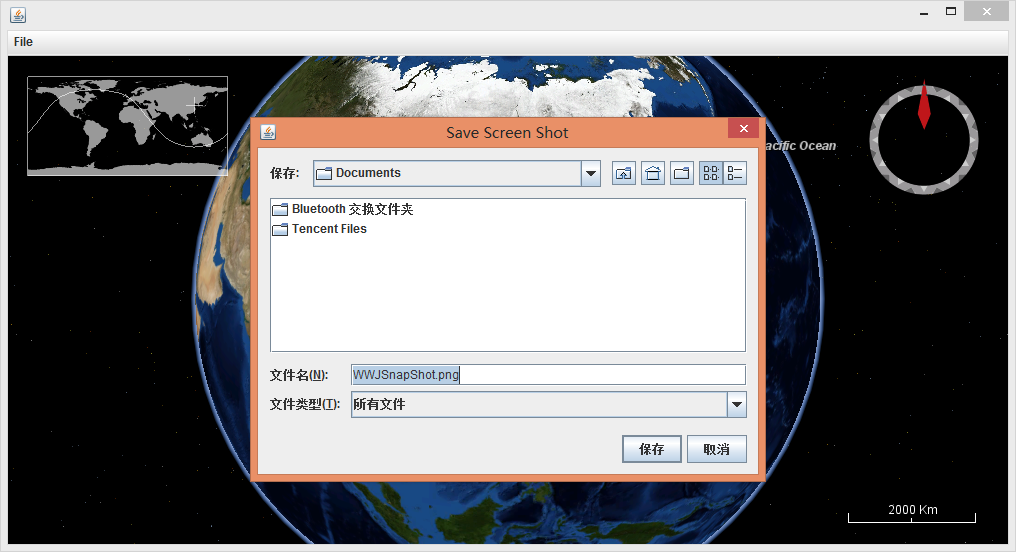 File
acific Ocean
Save Screen Shot
保存: Documents
Bluetooth 交换文件夹
Tencent Files
文件名(N): WWJSnapShot.png
文件类型(T): 所有文件
保存 取消
2000 Km